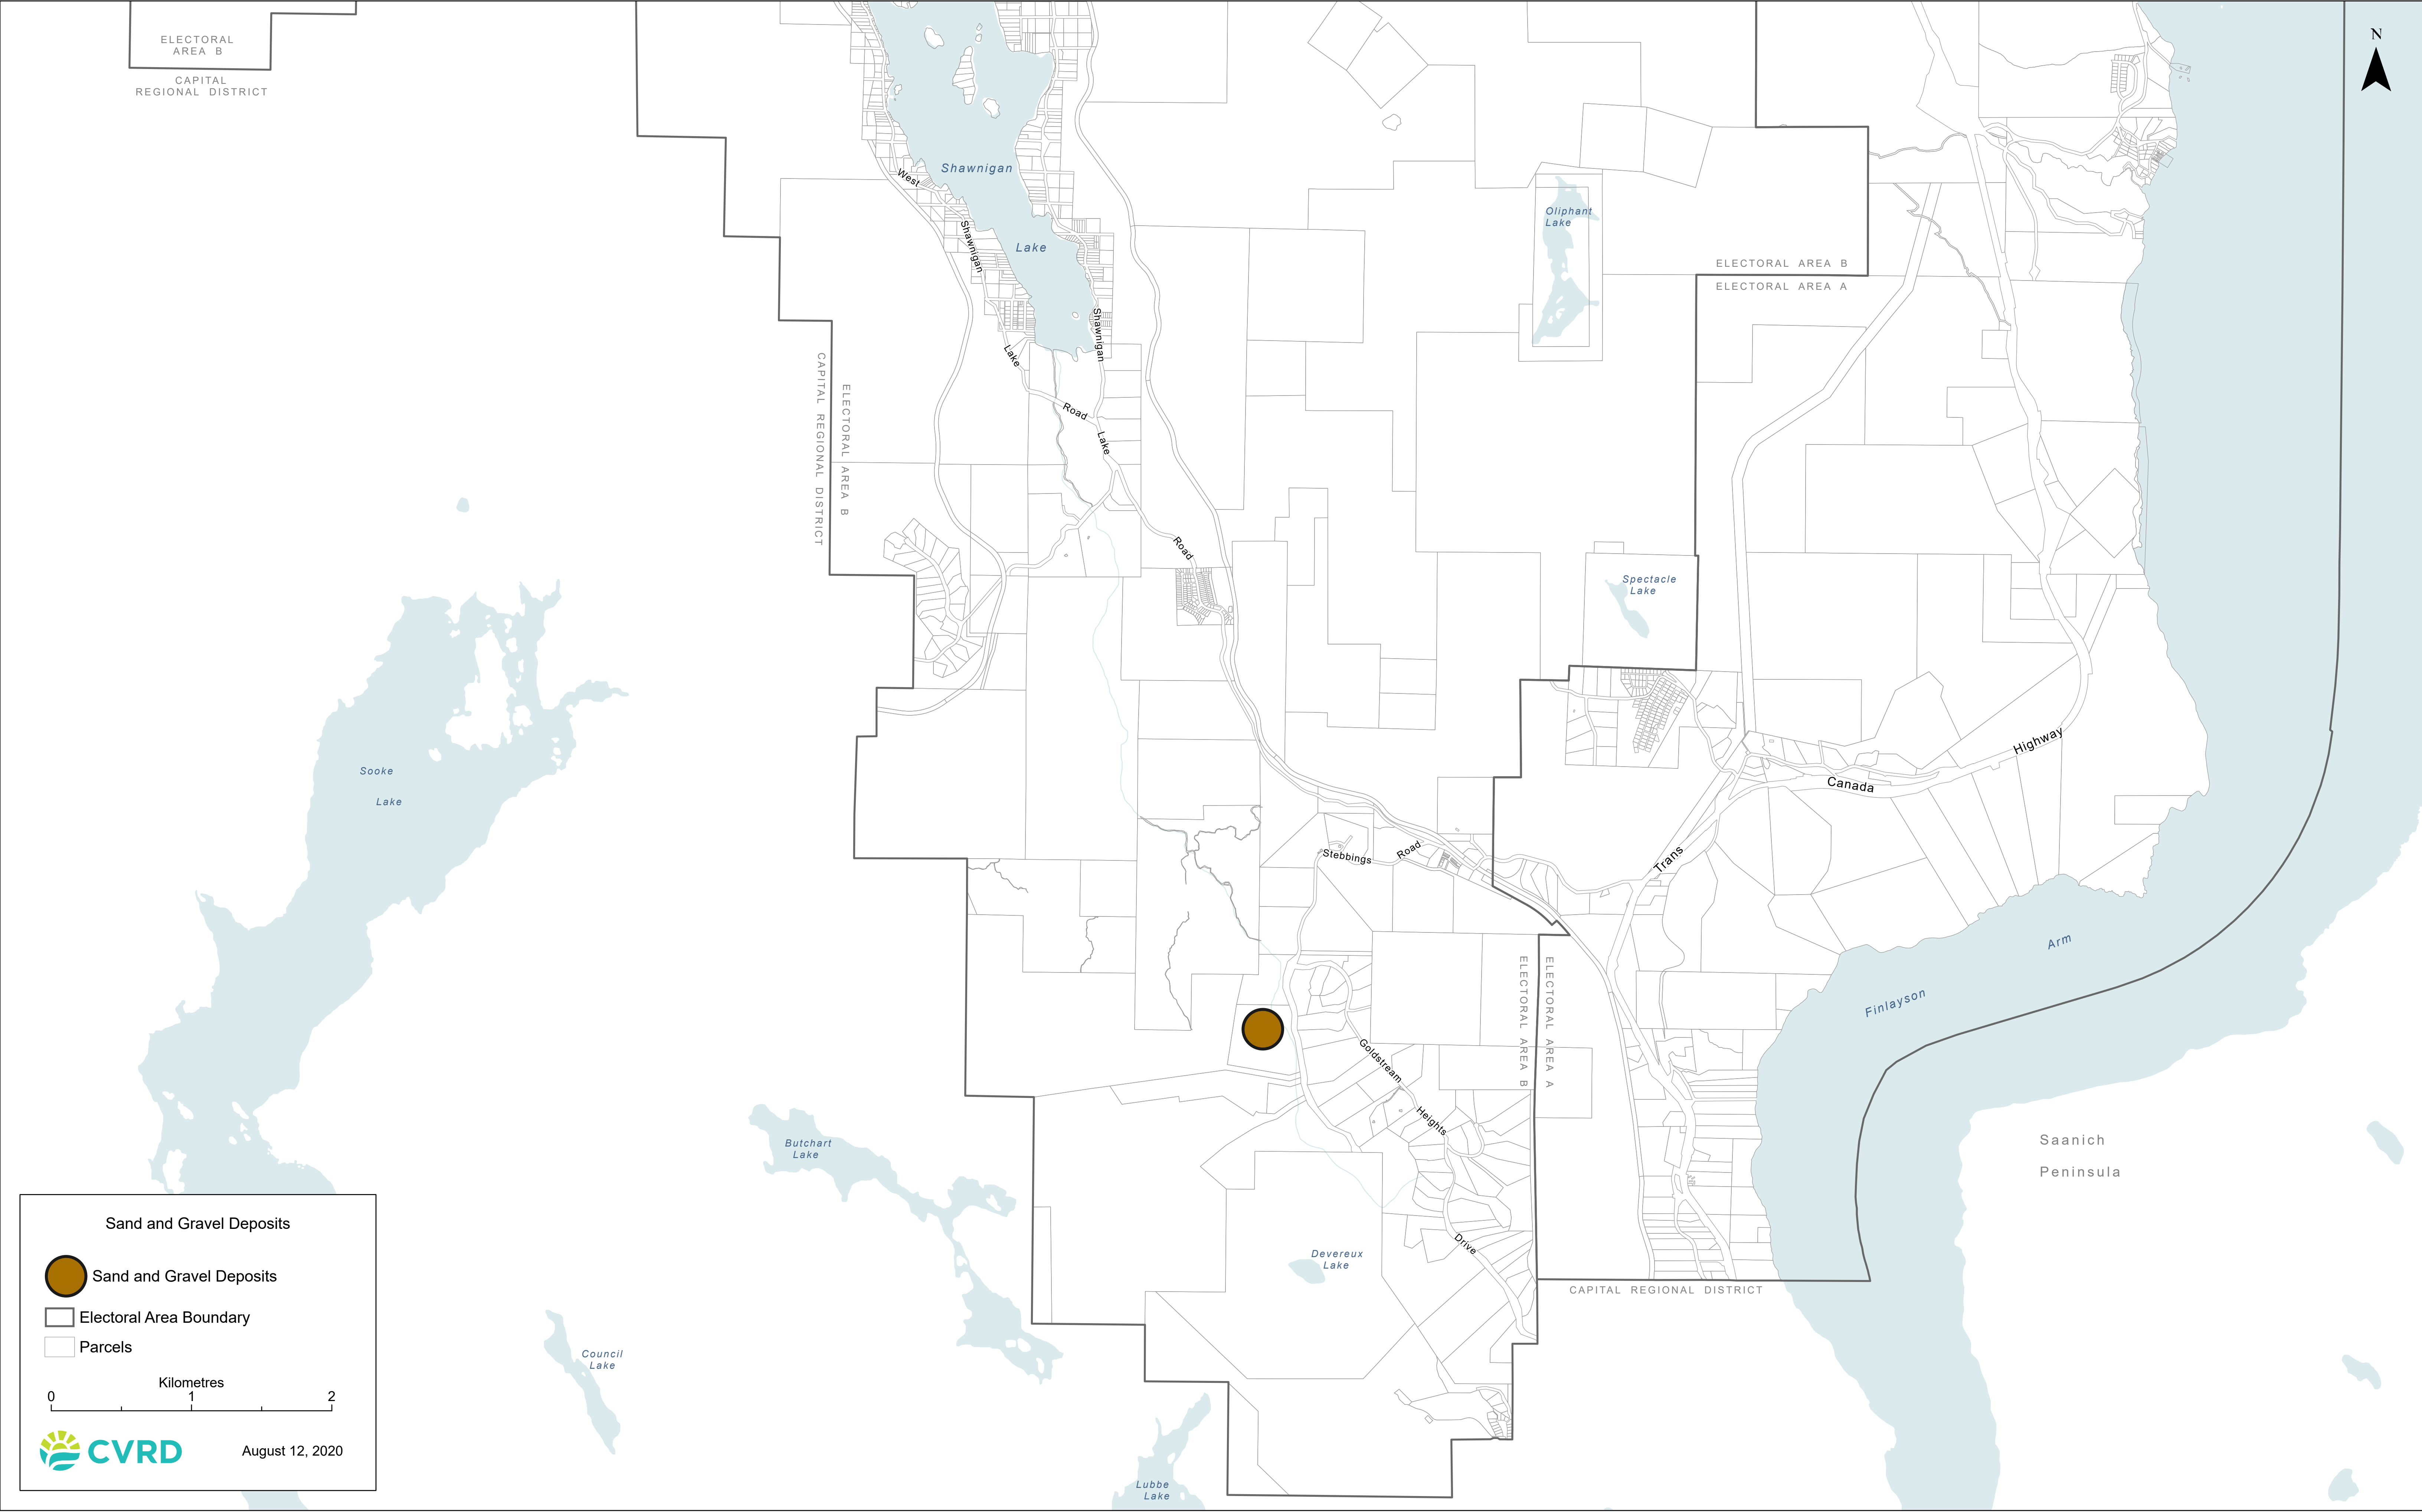 ELECTORAL
AREA B
CAPITAL
REGIONAL DISTRICT
N
Shawnigan
Lake
West
Shawnigan
Lake
Road
Shawnigan
Lake
Road
Oliphant
Lake
ELECTORAL AREA B
ELECTORAL AREA A
CAPITAL REGIONAL DISTRICT
ELECTORAL AREA B
Spectacle
Lake
Sooke
Lake
Trans
Canada
Highway
Stebbings
Road
Finlayson
Arm
ELECTORAL AREA B
ELECTORAL AREA A
Goldstream
Heights
Drive
Butchart
Lake
Saanich
Peninsula
Devereux
Lake
CAPITAL REGIONAL DISTRICT
Council
Lake
Lubbe
Lake
Sand and Gravel Deposits
Sand and Gravel Deposits
Electoral Area Boundary
Parcels
Kilometres
0 1 2
CVRD
August 12, 2020